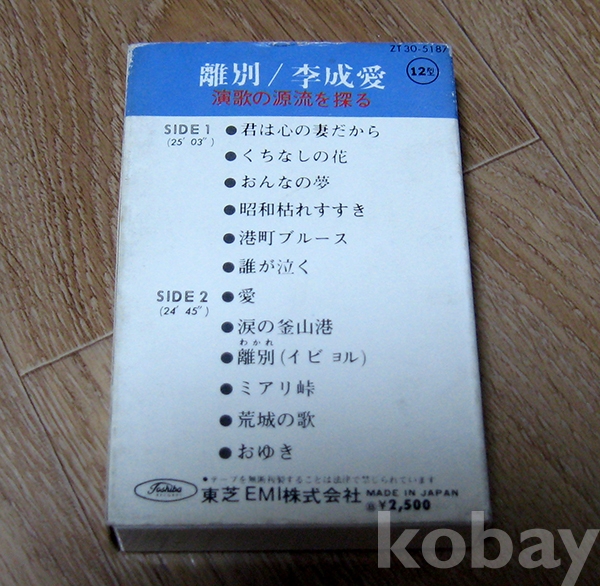 ZT30-5187
離別/李成愛
12型
演歌の源流を探る
SIDE 1 ●君は心の妻だから
(25′ 03″) ●くちなしの花
●おんなの夢
●昭和枯れすすき
●港町ブルース
●誰が泣く
SIDE 2 ●愛
(24′ 45″) ●涙の釜山港
わかれ
●離別(イビョル)
●ミアリ峠
●荒城の歌
●おゆき
●テープを無断複製することは法律で禁じられています
Toshiba
東芝EMI株式会社 MADE IN JAPAN
¥2,500
kobay